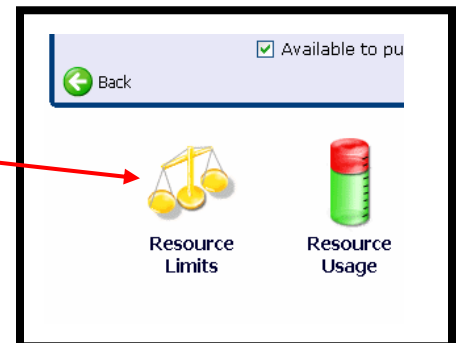 Available to pu
Back
Resource
Limits
Resource
Usage